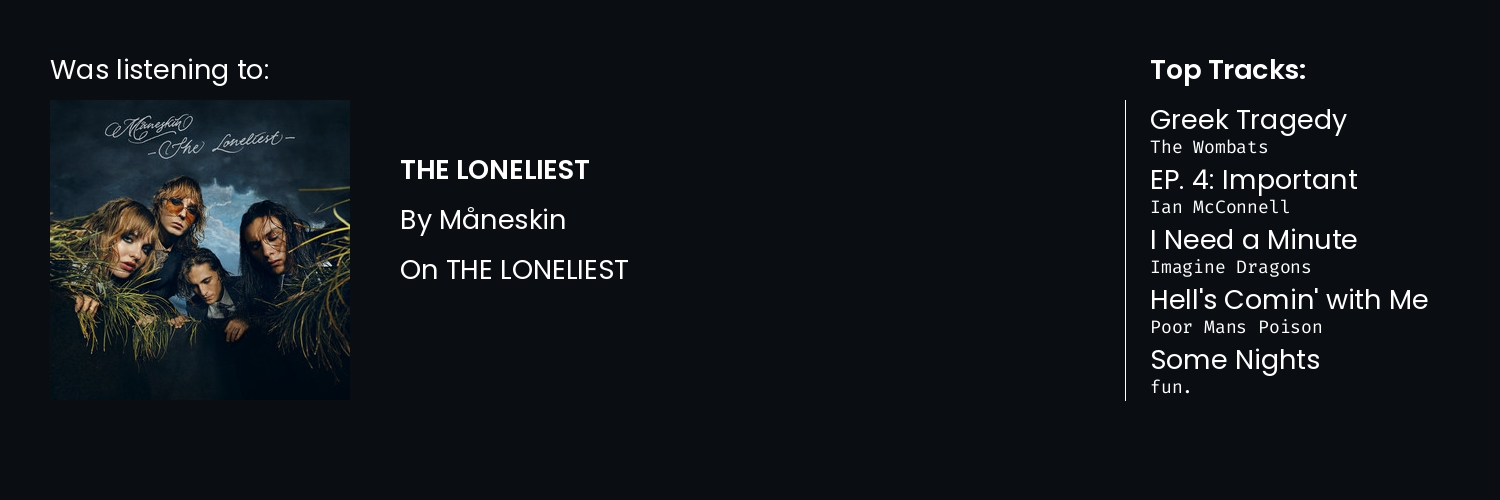 Was listening to:
Måneskin
– The Loneliest –
THE LONELIEST
By Måneskin
On THE LONELIEST
Top Tracks:
Greek Tragedy
The Wombats
EP. 4: Important
Ian McConnell
I Need a Minute
Imagine Dragons
Hell's Comin' with Me
Poor Mans Poison
Some Nights
fun.